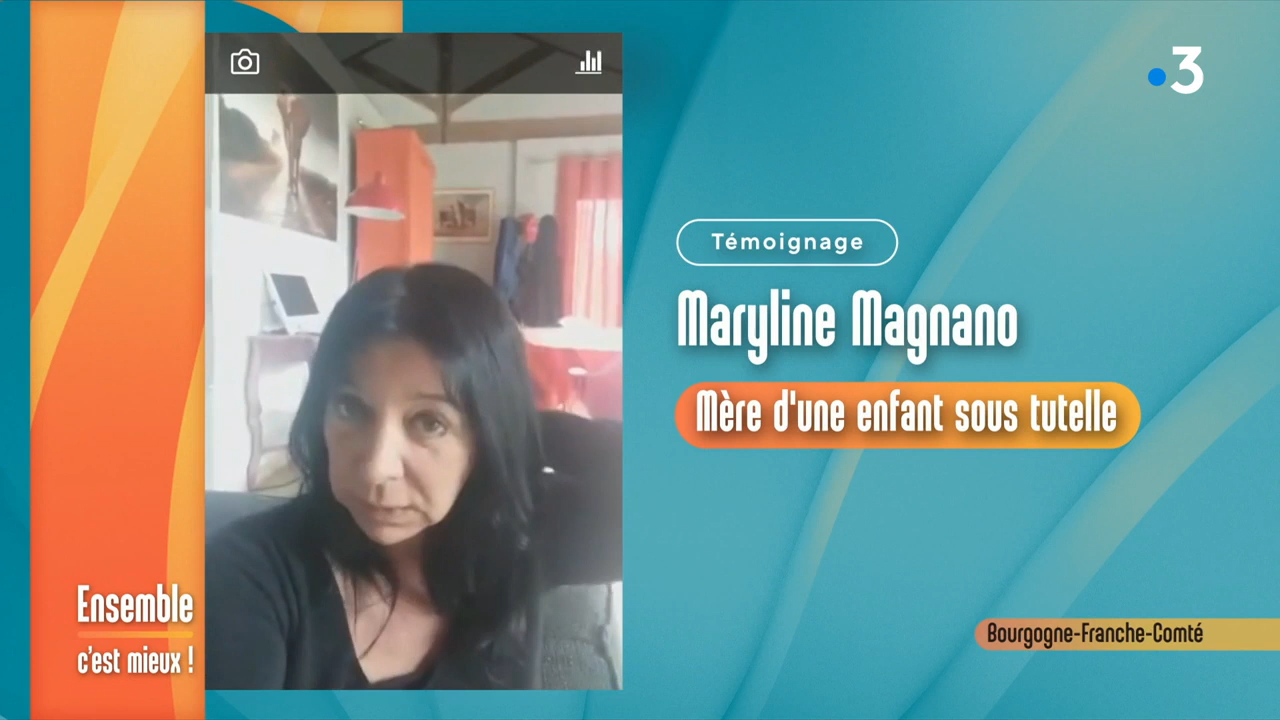 3
Témoignage
Maryline Magnano
Mère d'une enfant sous tutelle
Ensemble
c'est mieux !
Bourgogne-Franche-Comté